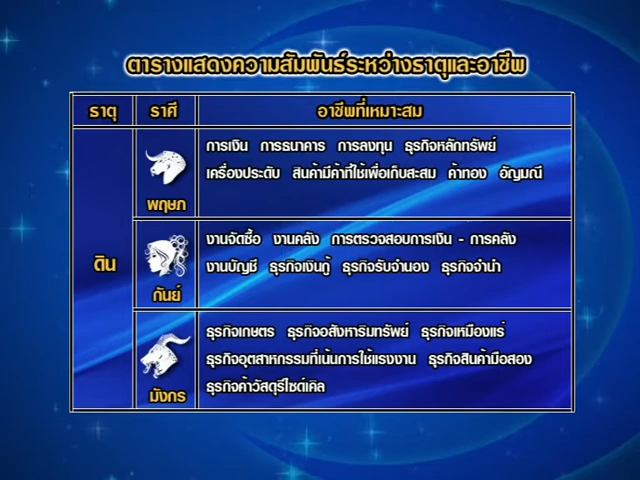 ตารางแสดงความสัมพันธ์ระหว่างธาตุและอาชีพ
ธาตุ ราศี อาชีพที่เหมาะสม
ดิน
พฤษภ
การเงิน การธนาคาร การลงทุน ธุรกิจหลักทรัพย์
เครื่องประดับ สินค้ามีค่าที่ใช้เพื่อเก็บสะสม ค้าทอง อัญมณี
กันย์
งานจัดซื้อ งานคลัง การตรวจสอบการเงิน - การคลัง
งานบัญชี ธุรกิจเงินกู้ ธุรกิจรับจำนอง ธุรกิจจำนำ
มังกร
ธุรกิจเกษตร ธุรกิจอสังหาริมทรัพย์ ธุรกิจเหมืองแร่
ธุรกิจอุตสาหกรรมที่เน้นการใช้แรงงาน ธุรกิจสินค้ามือสอง
ธุรกิจค้าวัสดุรีไซด์เคิล